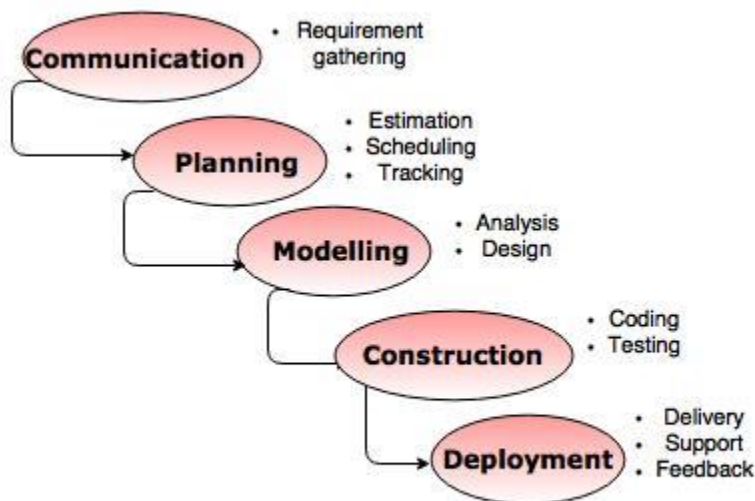 Communication
• Requirement
gathering
Planning
• Estimation
• Scheduling
• Tracking
Modelling
• Analysis
• Design
Construction
• Coding
• Testing
Deployment
• Delivery
• Support
• Feedback